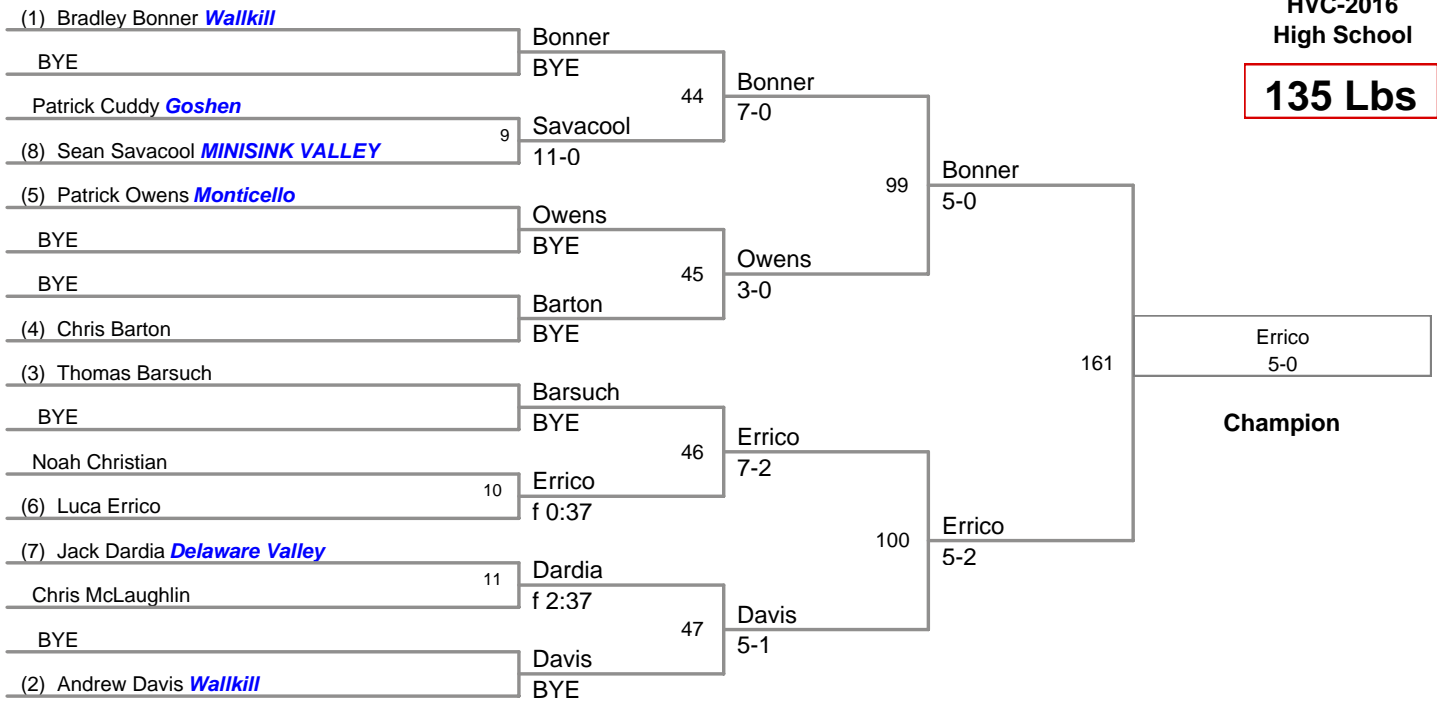 HVC-2016
High School
135 Lbs
(1) Bradley Bonner Wallkill
BYE
Patrick Cuddy Goshen
(8) Sean Savacool MINISINK VALLEY
(5) Patrick Owens Monticello
BYE
BYE
(4) Chris Barton
(3) Thomas Barsuch
BYE
Noah Christian
(6) Luca Errico
(7) Jack Dardia Delaware Valley
Chris McLaughlin
BYE
(2) Andrew Davis Wallkill
Bonner
BYE
9
Savacool
11-0
Owens
BYE
Barton
BYE
Barsuch
BYE
10
Errico
f 0:37
11
Dardia
f 2:37
Davis
BYE
44
Bonner
7-0
45
Owens
3-0
46
Errico
7-2
47
Davis
5-1
99
Bonner
5-0
100
Errico
5-2
161
Errico
5-0
Champion